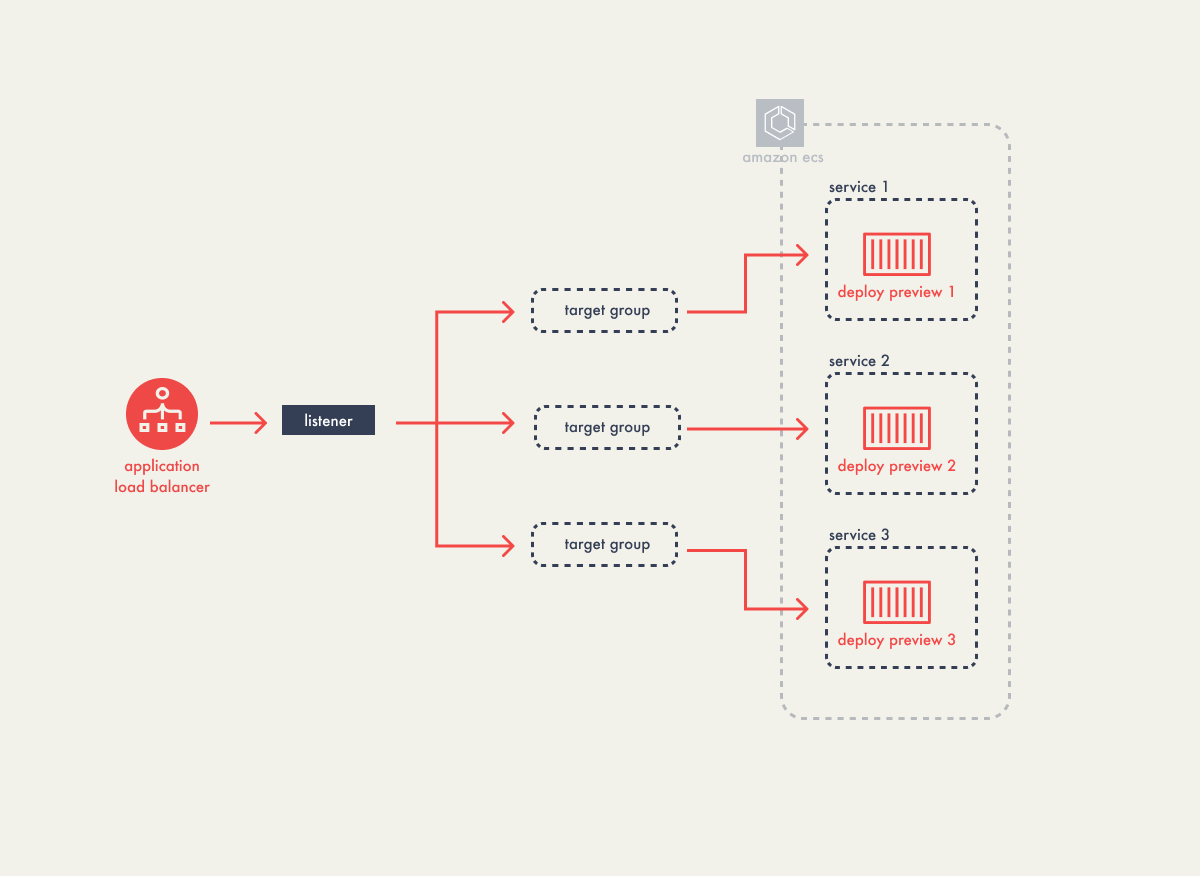 amazon ecs
service 1
deploy preview 1
target group
service 2
application
load balancer
listener
target group
deploy preview 2
target group
service 3
deploy preview 3